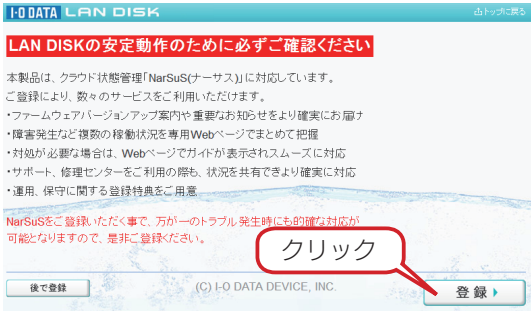 I-O DATA LAN DISK
トップに戻る
LAN DISKの安定動作のために必ずご確認ください
本製品は、クラウド状態管理「NarSuS(ナーサス)」に対応しています。
ご登録により、数々のサービスをご利用いただけます。
・ファームウェアバージョンアップ案内や重要なお知らせをより確実にお届け
・障害発生など複数の稼働状況を専用Webページでまとめて把握
・対処が必要な場合は、Webページでガイドが表示されスムーズに対応
・サポート、修理センターをご利用の際も、状況を共有できより確実に対応
・運用、保守に関する登録特典をご用意
NarSuSをご登録いただく事で、万が一のトラブル発生時にも的確な対応が
可能となりますので、是非ご登録ください。
クリック
後で登録
(C) I-O DATA DEVICE, INC.
登録